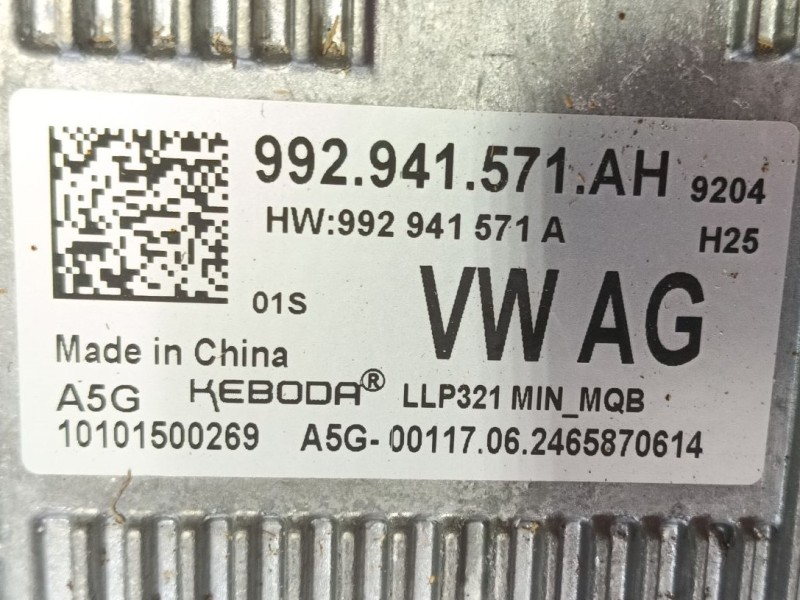 992.941.571.AH 9204
HW:992 941 571 A H25
01S VW AG
Made in China
A5G KEBODA® LLP321 MIN_MQB
10101500269 A5G-00117.06.2465870614